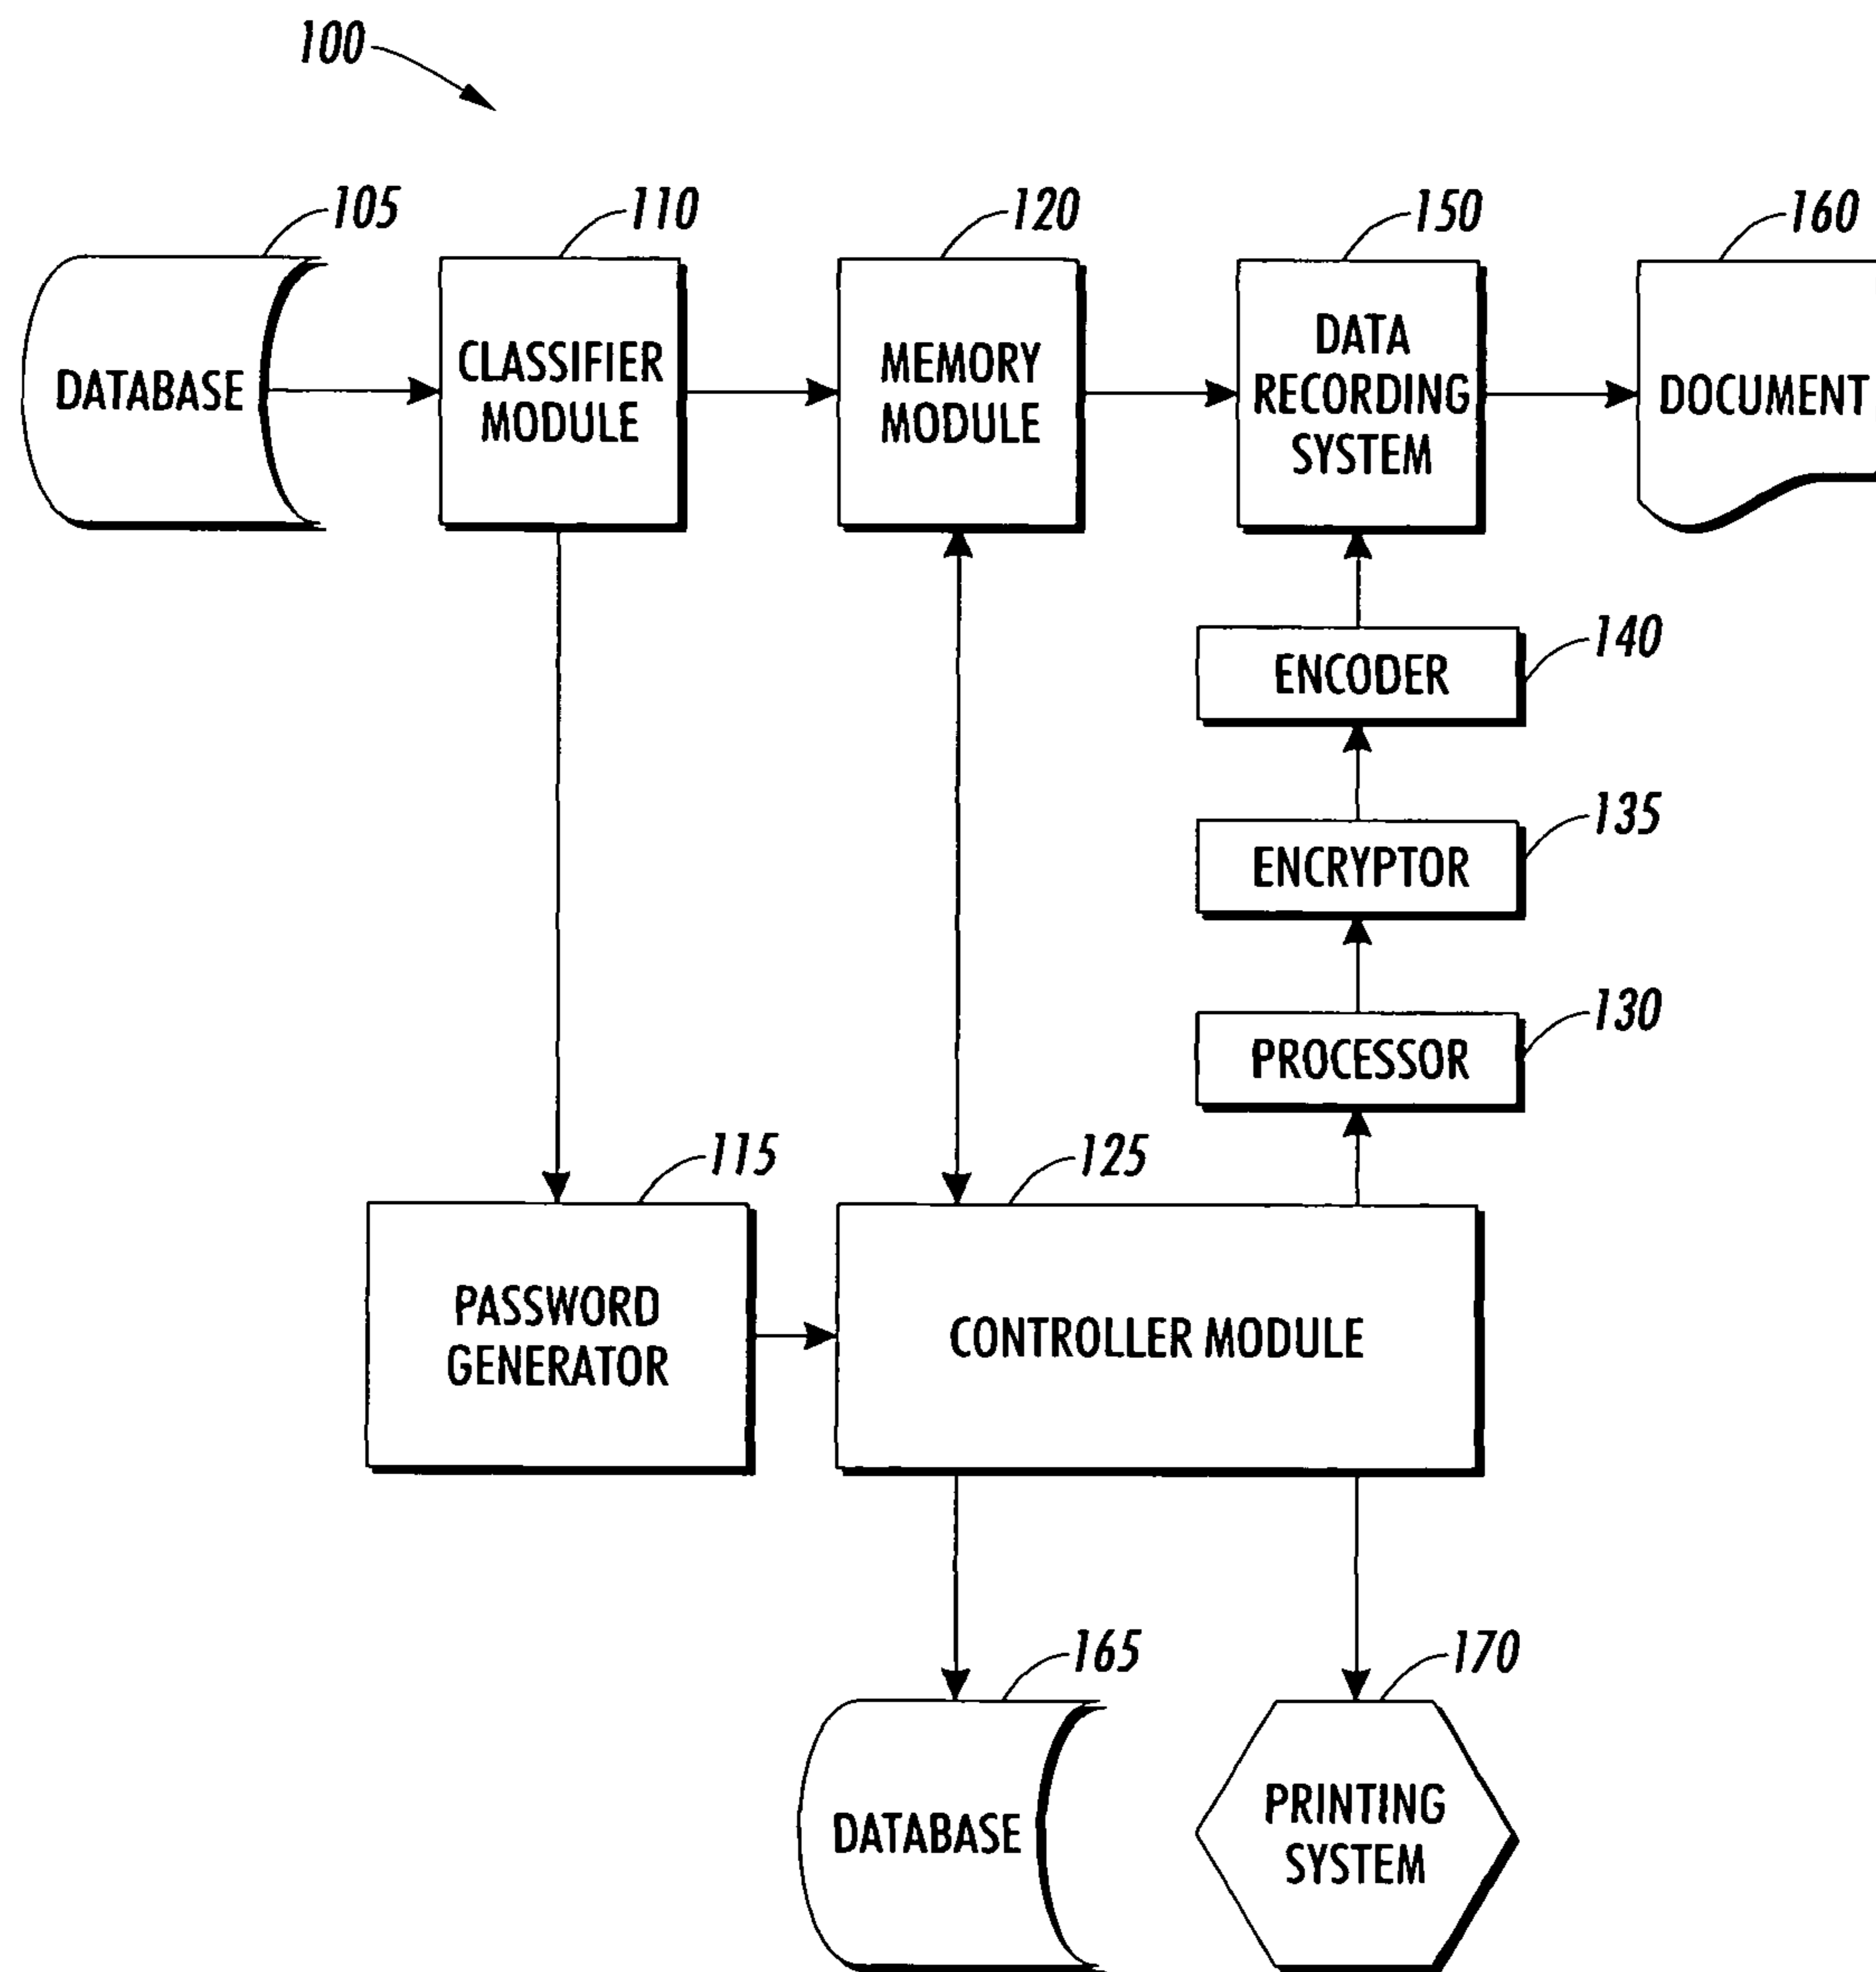 100
105
110
120
150
160
DATABASE
CLASSIFIER
MODULE
MEMORY
MODULE
DATA
RECORDING
SYSTEM
DOCUMENT
140
ENCODER
135
ENCRYPTOR
130
PROCESSOR
115
125
PASSWORD
GENERATOR
CONTROLLER MODULE
165
170
DATABASE
PRINTING
SYSTEM